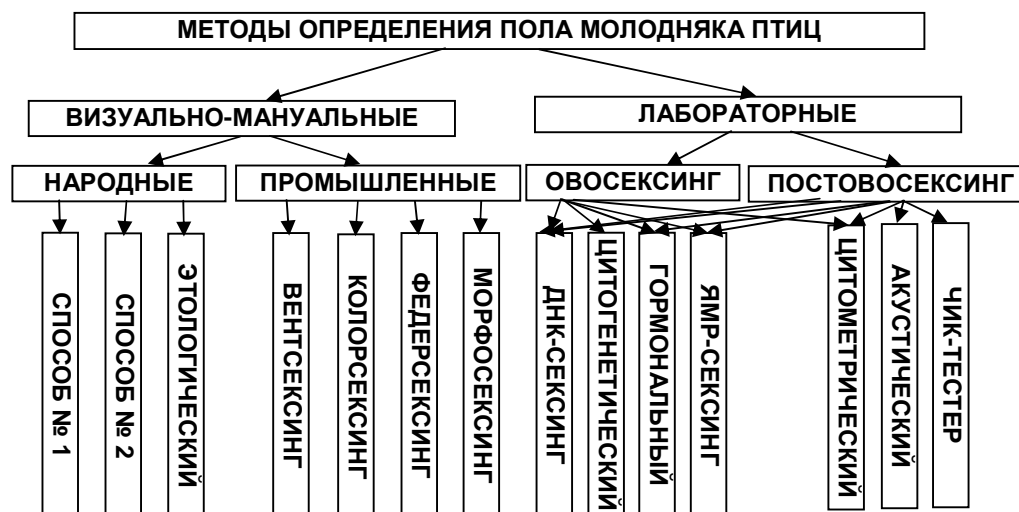 МЕТОДЫ ОПРЕДЕЛЕНИЯ ПОЛА МОЛОДНЯКА ПТИЦ
ВИЗУАЛЬНО-МАНУАЛЬНЫЕ
ЛАБОРАТОРНЫЕ
НАРОДНЫЕ
ПРОМЫШЛЕННЫЕ
ОВОСЕКСИНГ
ПОСТОВОСЕКСИНГ
СПОСОБ № 1
СПОСОБ № 2
ЭТОЛОГИЧЕСКИЙ
ВЕНТСЕКСИНГ
КОЛОРСЕКСИНГ
ФЕДЕРСЕКСИНГ
МОРФОСЕКСИНГ
ДНК-СЕКСИНГ
ЦИТОГЕНЕТИЧЕСКИЙ
ГОРМОНАЛЬНЫЙ
ЯМР-СЕКСИНГ
ЦИТОМЕТРИЧЕСКИЙ
АКУСТИЧЕСКИЙ
ЧИК-ТЕСТЕР